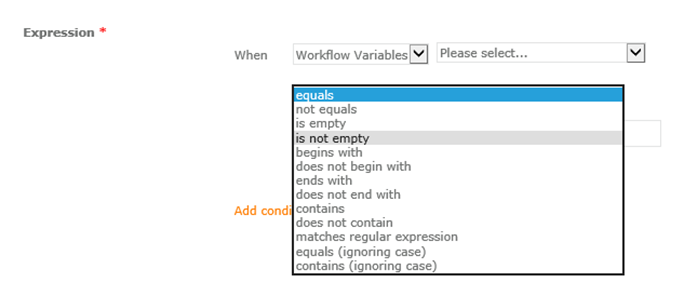 Expression *
When Workflow Variables Please select...
equals
not equals
is empty
is not empty
begins with
does not begin with
ends with
does not end with
Add condi contains
does not contain
matches regular expression
equals (ignoring case)
contains (ignoring case)